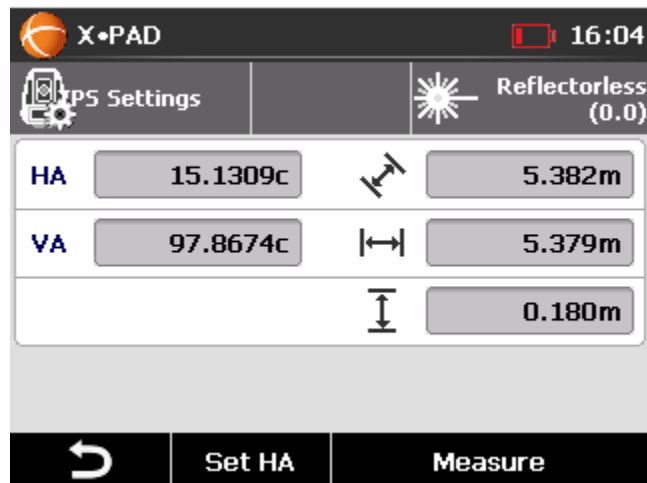 X•PAD
16:04
TPS Settings
Reflectorless
(0.0)
HA 15.1309c 5.382m
VA 97.8674c 5.379m
0.180m
Set HA
Measure